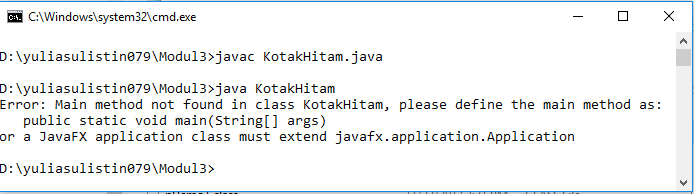 C:\Windows\system32\cmd.exe
D:\yuliasulistin079\Modul3>javac KotakHitam.java
D:\yuliasulistin079\Modul3>java KotakHitam
Error: Main method not found in class KotakHitam, please define the main method as:
   public static void main(String[] args)
or a JavaFX application class must extend javafx.application.Application
D:\yuliasulistin079\Modul3>